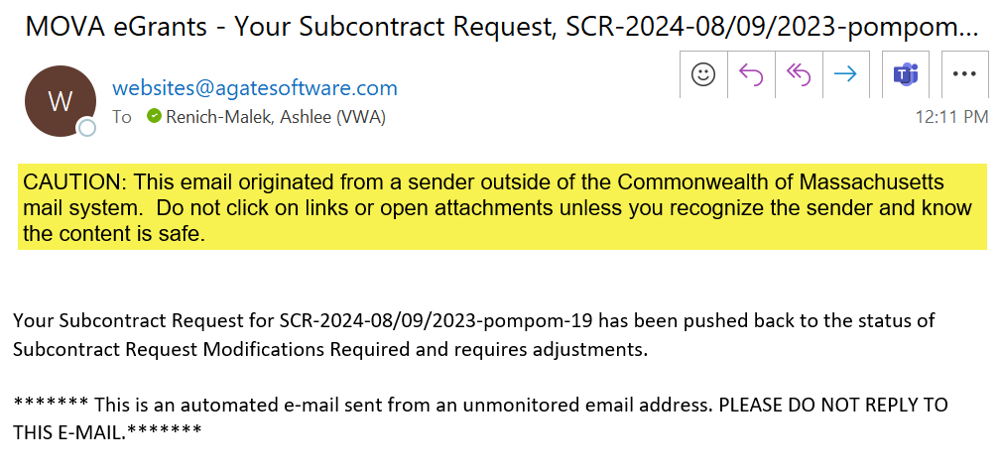 MOVA eGrants - Your Subcontract Request, SCR-2024-08/09/2023-pompom...
W
websites@agatesoftware.com
To Renich-Malek, Ashlee (VWA)
12:11 PM
CAUTION: This email originated from a sender outside of the Commonwealth of Massachusetts
mail system.  Do not click on links or open attachments unless you recognize the sender and know
the content is safe.
Your Subcontract Request for SCR-2024-08/09/2023-pompom-19 has been pushed back to the status of
Subcontract Request Modifications Required and requires adjustments.
******* This is an automated e-mail sent from an unmonitored email address. PLEASE DO NOT REPLY TO
THIS E-MAIL.*******